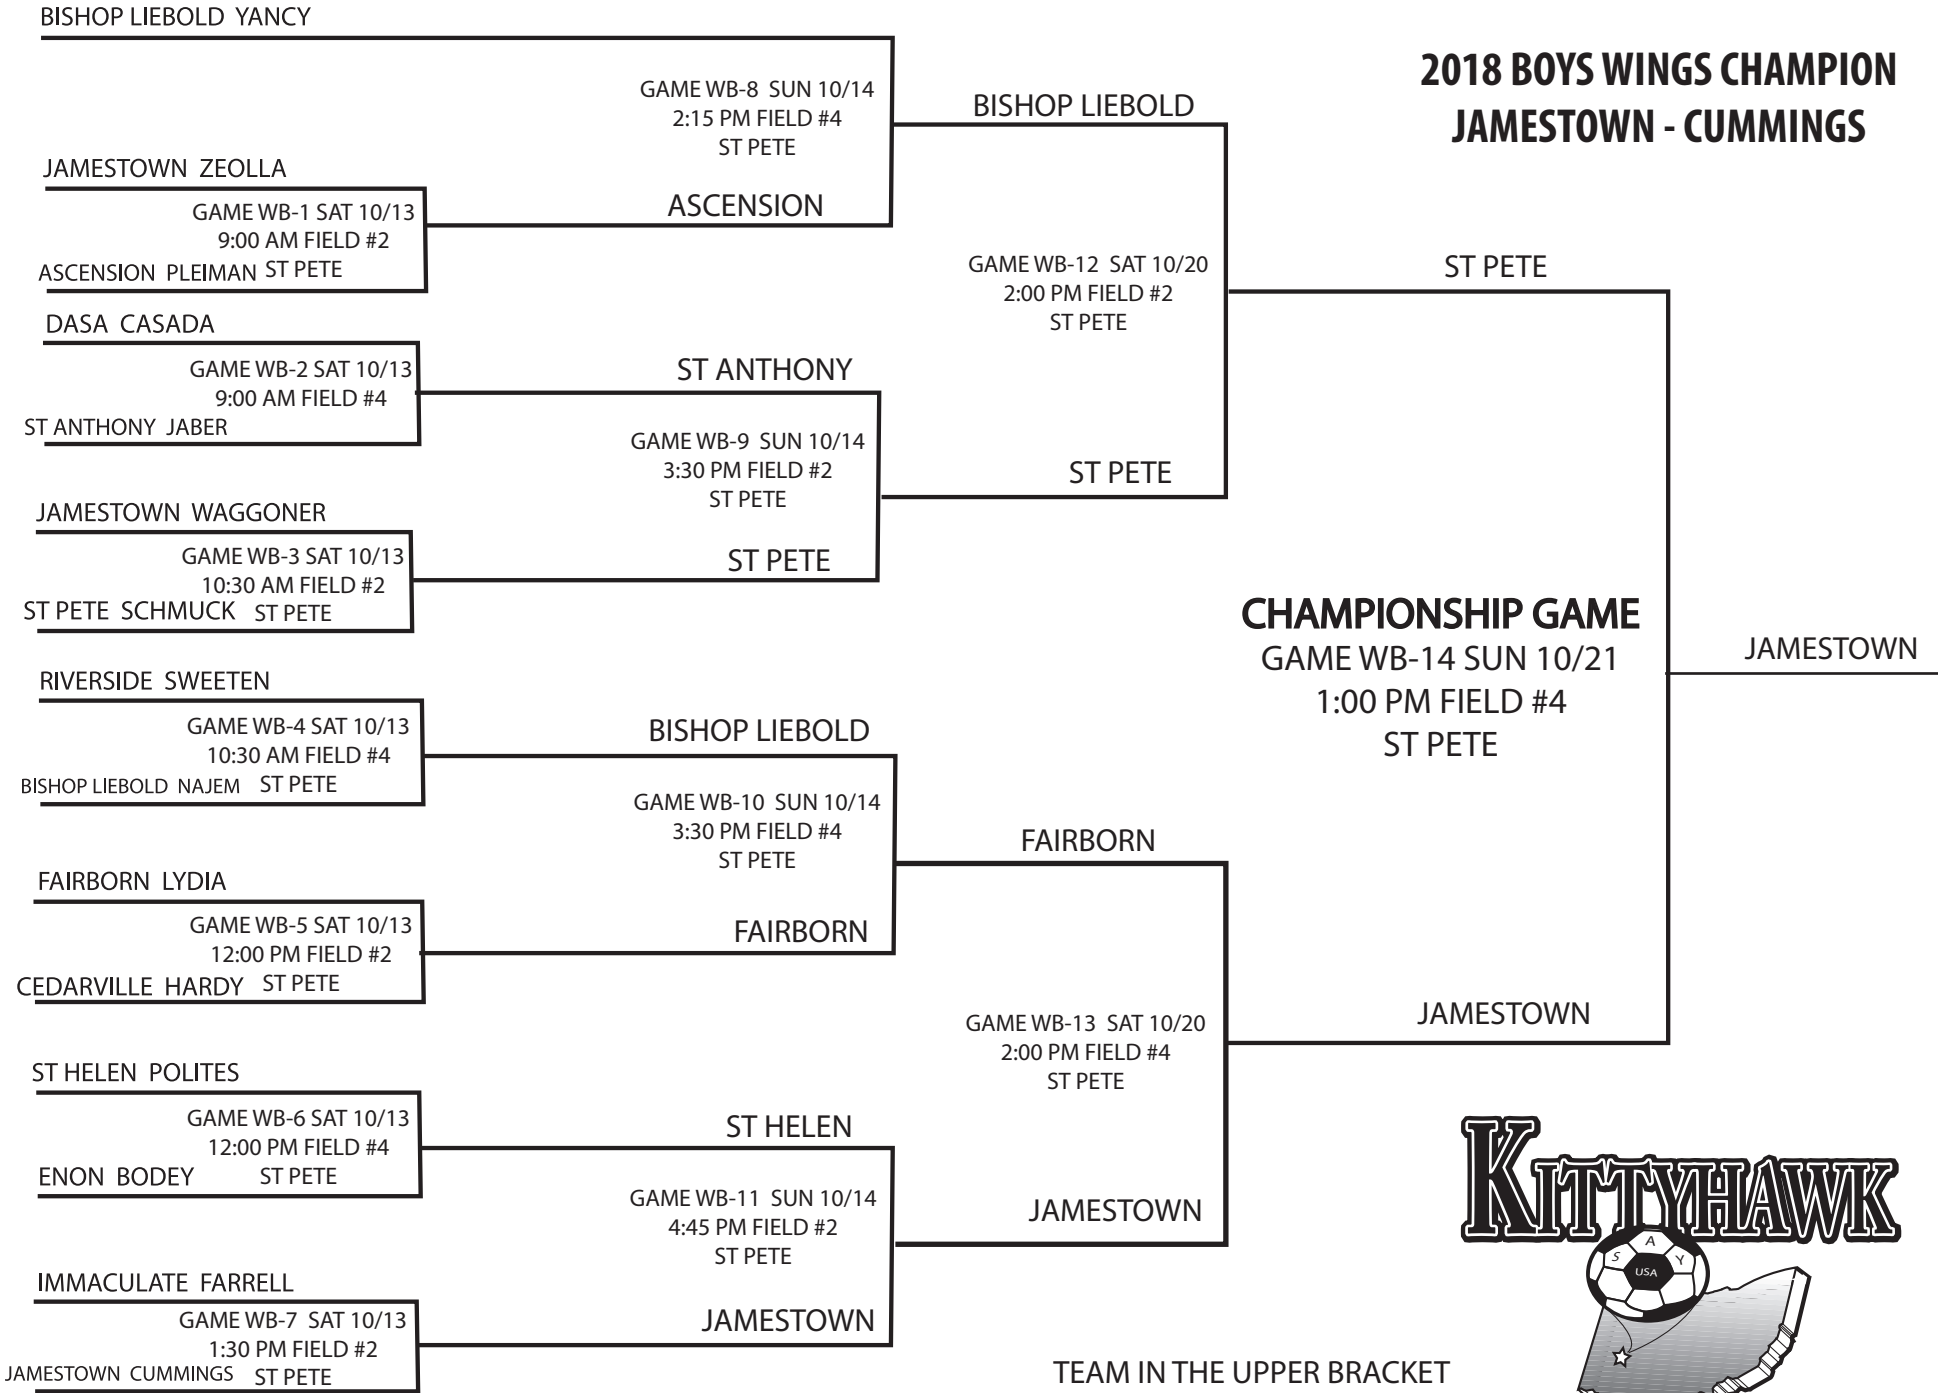 BISHOP LIEBOLD YANCY
2018 BOYS WINGS CHAMPION
JAMESTOWN - CUMMINGS
GAME WB-8 SUN 10/14
2:15 PM FIELD #4
ST PETE
BISHOP LIEBOLD
JAMESTOWN ZEOLLA
GAME WB-1 SAT 10/13
9:00 AM FIELD #2
ASCENSION PLEIMAN ST PETE
ASCENSION
GAME WB-12 SAT 10/20
2:00 PM FIELD #2
ST PETE
ST PETE
DASA CASADA
GAME WB-2 SAT 10/13
9:00 AM FIELD #4
ST ANTHONY JABER
ST ANTHONY
GAME WB-9 SUN 10/14
3:30 PM FIELD #2
ST PETE
ST PETE
JAMESTOWN WAGGONER
GAME WB-3 SAT 10/13
10:30 AM FIELD #2
ST PETE SCHMUCK ST PETE
ST PETE
CHAMPIONSHIP GAME
GAME WB-14 SUN 10/21
1:00 PM FIELD #4
ST PETE
JAMESTOWN
RIVERSIDE SWEETEN
GAME WB-4 SAT 10/13
10:30 AM FIELD #4
BISHOP LIEBOLD NAJEM ST PETE
BISHOP LIEBOLD
GAME WB-10 SUN 10/14
3:30 PM FIELD #4
ST PETE
FAIRBORN
FAIRBORN LYDIA
GAME WB-5 SAT 10/13
12:00 PM FIELD #2
CEDARVILLE HARDY ST PETE
FAIRBORN
GAME WB-13 SAT 10/20
2:00 PM FIELD #4
ST PETE
JAMESTOWN
ST HELEN POLITES
GAME WB-6 SAT 10/13
12:00 PM FIELD #4
ENON BODEY ST PETE
ST HELEN
GAME WB-11 SUN 10/14
4:45 PM FIELD #2
ST PETE
JAMESTOWN
IMMACULATE FARRELL
GAME WB-7 SAT 10/13
1:30 PM FIELD #2
JAMESTOWN CUMMINGS ST PETE
JAMESTOWN
KITTYHAWK
SAY
USA
TEAM IN THE UPPER BRACKET